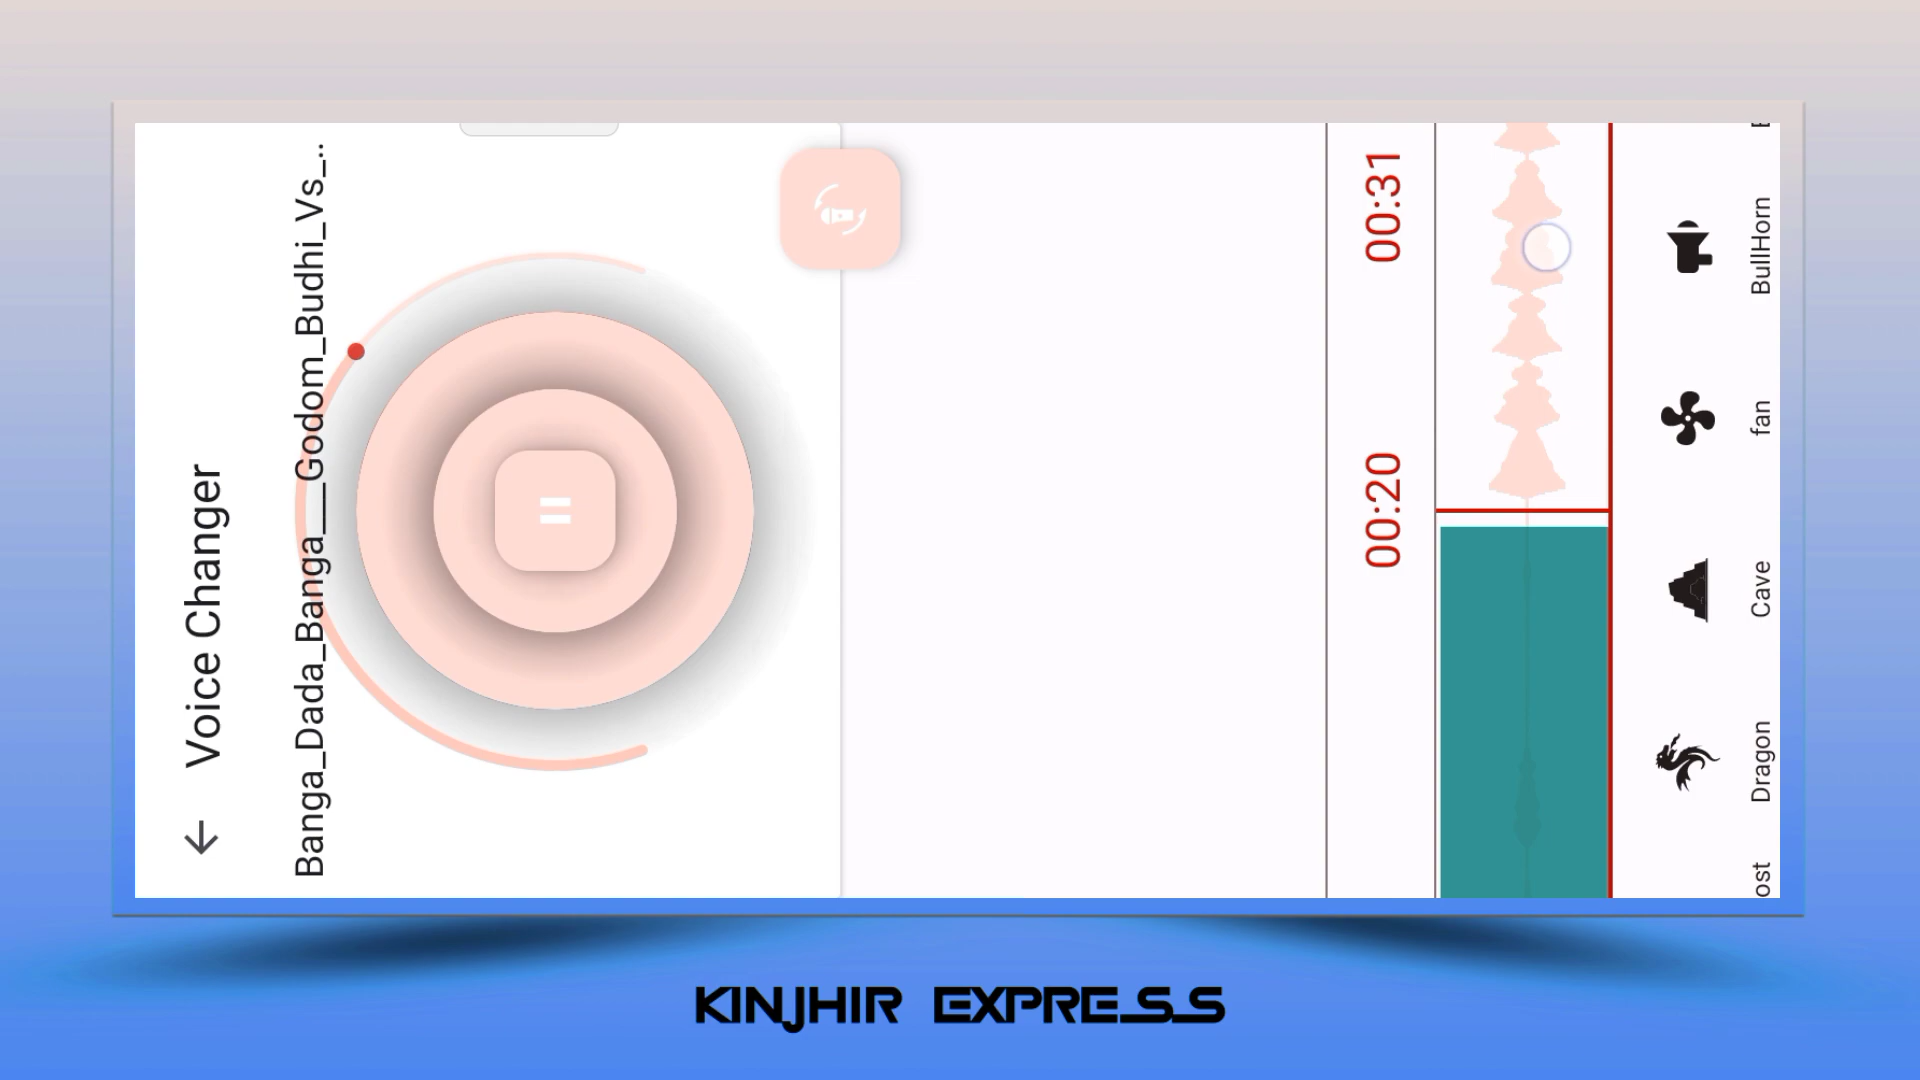 Voice Changer
Banga_Dada_Banga___Godom_Budhi_Vs_..
00:20
00:31
ost
Dragon
Cave
fan
BullHorn
KINJHIR EXPRESS